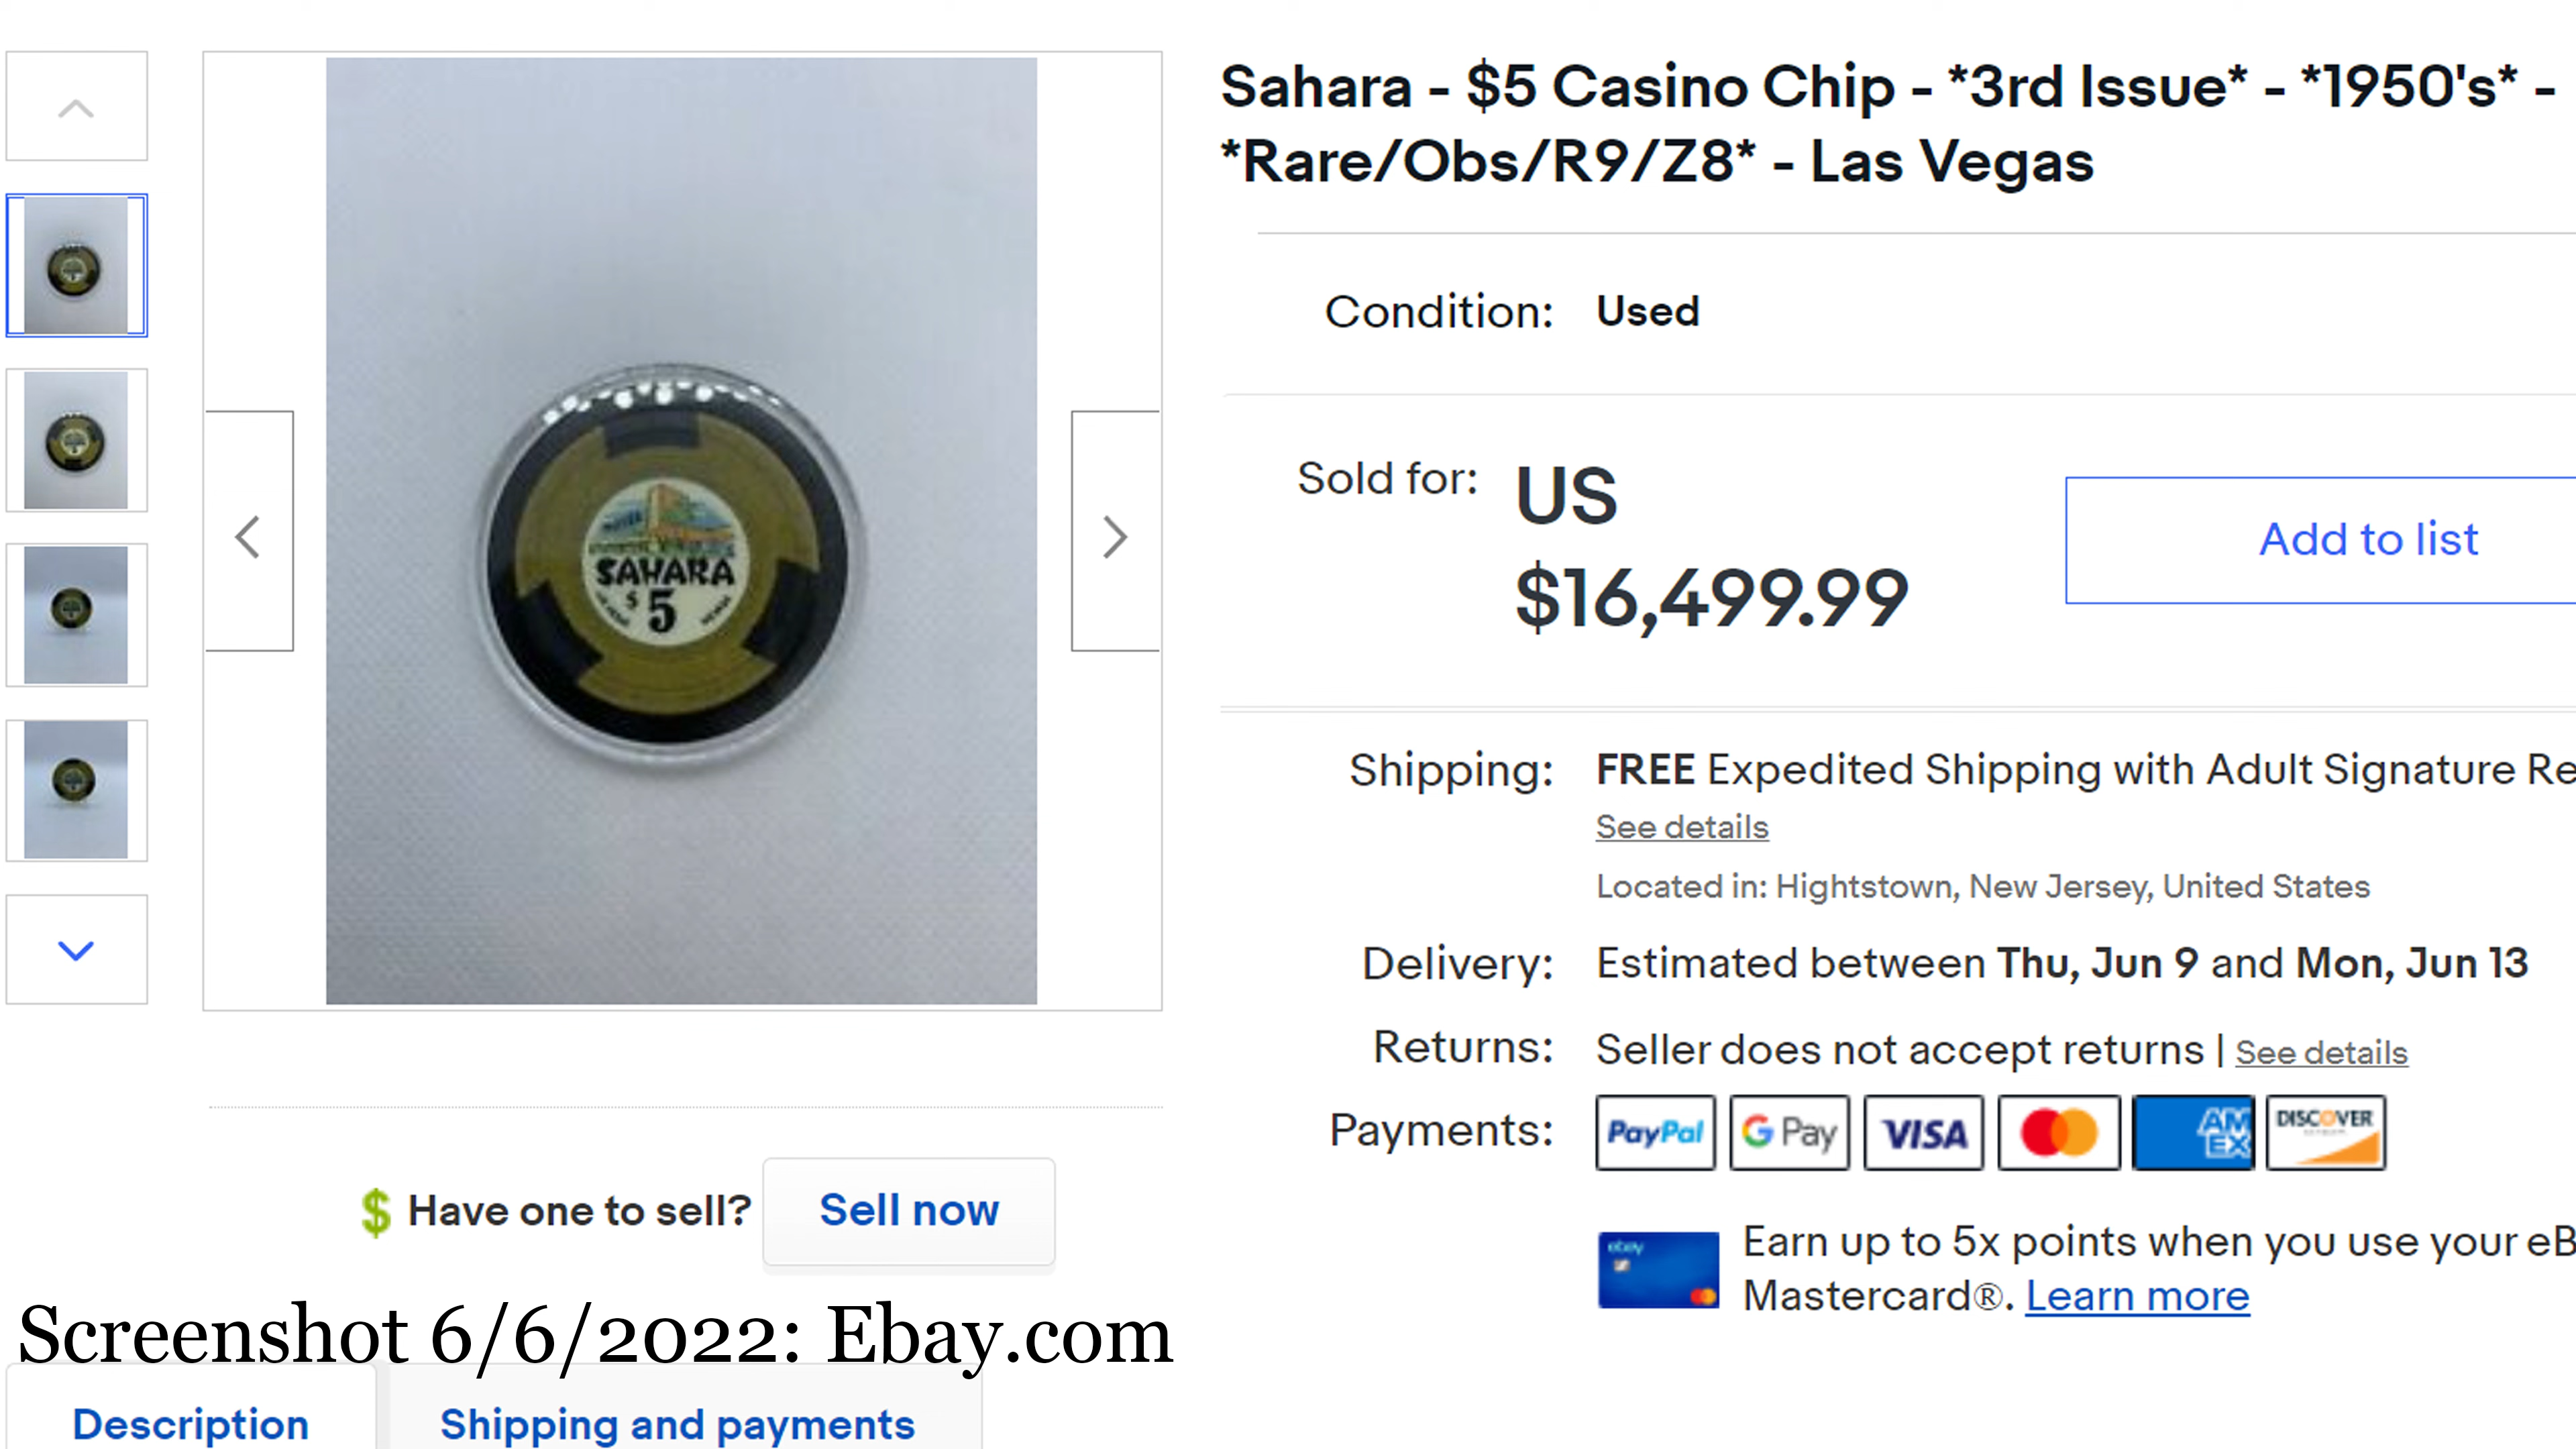 Sahara - $5 Casino Chip - *3rd Issue* - *1950's* -
*Rare/Obs/R9/Z8* - Las Vegas
Condition: Used
Sold for: US
$16,499.99
Add to list
Shipping: FREE Expedited Shipping with Adult Signature Re
See details
Located in: Hightstown, New Jersey, United States
Delivery: Estimated between Thu, Jun 9 and Mon, Jun 13
Returns: Seller does not accept returns | See details
Payments: PayPal G Pay VISA AM EX DISCOVER
ebay
Earn up to 5x points when you use your eB
Mastercard®. Learn more
SAHARA
$5
$ Have one to sell? Sell now
Screenshot 6/6/2022: Ebay.com
Description Shipping and payments